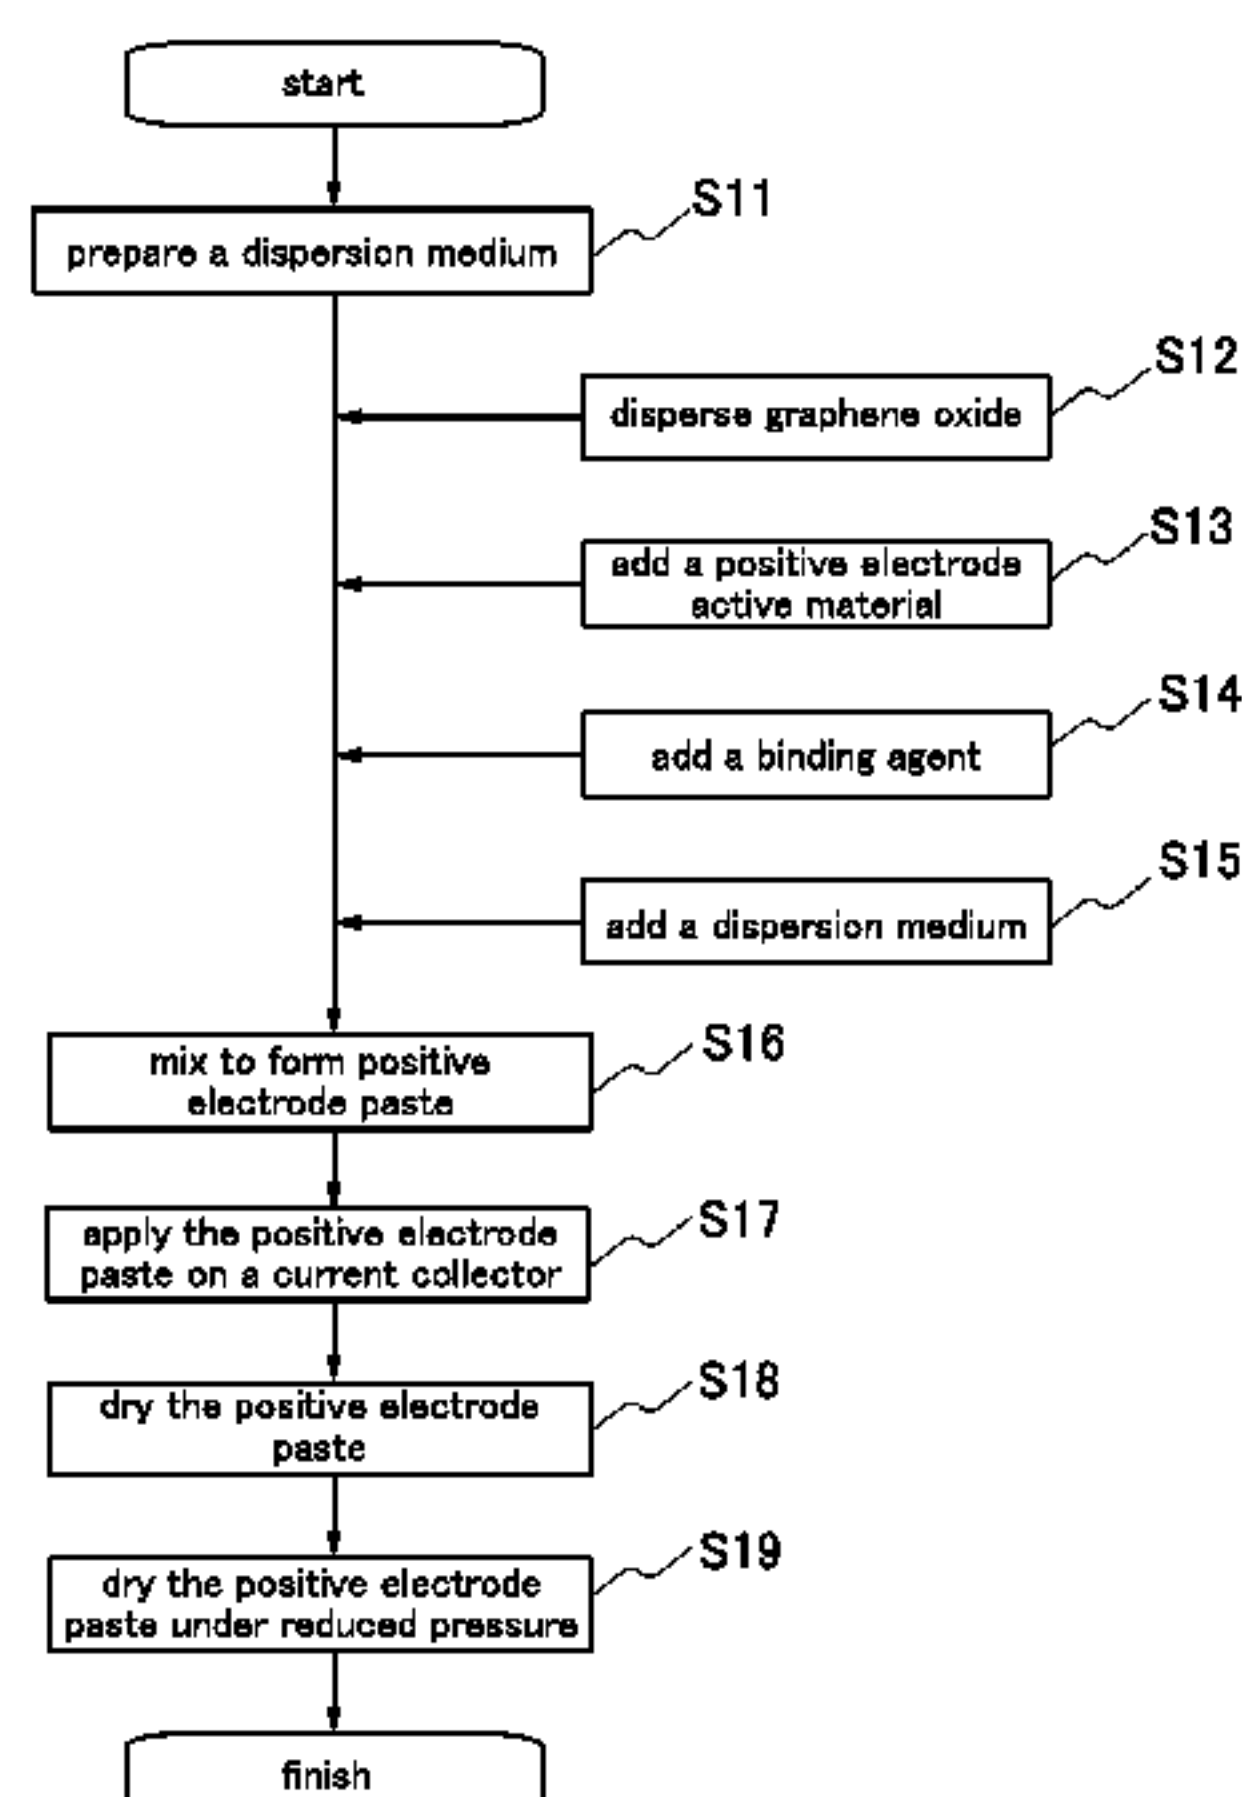 start
S11
prepare a dispersion medium
S12
disperse graphene oxide
S13
add a positive electrode
active material
S14
add a binding agent
S15
add a dispersion medium
S16
mix to form positive
electrode paste
S17
apply the positive electrode
paste on a current collector
S18
dry the positive electrode
paste
S19
dry the positive electrode
paste under reduced pressure
finish